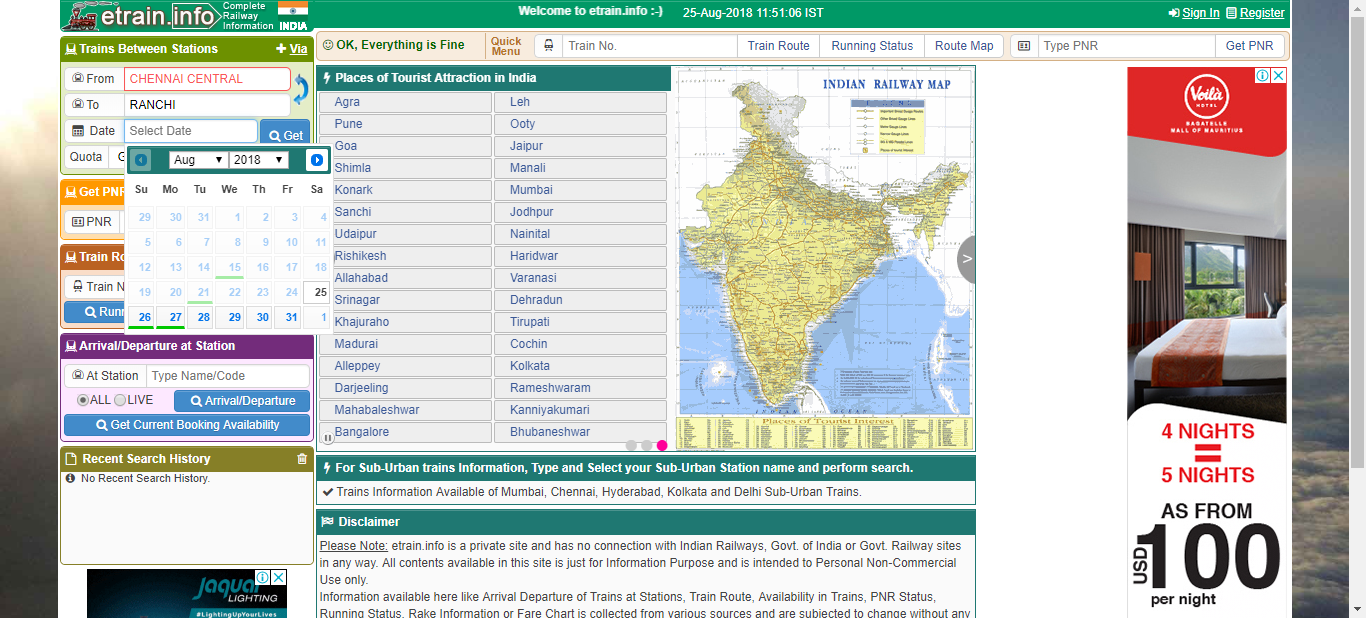 etrain.info
Complete
Railway
Information
INDIA
Welcome to etrain.info :-)
25-Aug-2018 11:51:06 IST
Sign In
Register
Trains Between Stations
Via
From
CHENNAI CENTRAL
To
RANCHI
Date
Select Date
Get
Quota
Aug
2018
Su Mo Tu We Th Fr Sa
29 30 31 1 2 3 4
5 6 7 8 9 10 11
12 13 14 15 16 17 18
19 20 21 22 23 24 25
26 27 28 29 30 31 1
Get PNR
PNR
Train
Train
Arrival/Departure at Station
At Station
Type Name/Code
ALL
LIVE
Arrival/Departure
Get Current Booking Availability
Recent Search History
No Recent Search History.
Jaquar
LIGHTING
#LightingUpYourLives
OK, Everything is Fine
Quick
Menu
Train No.
Train Route
Running Status
Route Map
Type PNR
Get PNR
Places of Tourist Attraction in India
Agra
Leh
Pune
Ooty
Goa
Jaipur
Shimla
Manali
Konark
Mumbai
Sanchi
Jodhpur
Udaipur
Nainital
Rishikesh
Haridwar
Allahabad
Varanasi
Srinagar
Dehradun
Khajuraho
Tirupati
Madurai
Cochin
Alleppey
Kolkata
Darjeeling
Rameshwaram
Mahabaleshwar
Kanniyakumari
Bangalore
Bhubaneshwar
INDIAN RAILWAY MAP
INDIAN OCEAN
Places of Tourist Interest
For Sub-Urban trains Information, Type and Select your Sub-Urban Station name and perform search.
Trains Information Available of Mumbai, Chennai, Hyderabad, Kolkata and Delhi Sub-Urban Trains.
Disclaimer
Please Note: etrain.info is a private site and has no connection with Indian Railways, Govt. of India or Govt. Railway sites
in any way. All contents available in this site is just for Information Purpose and is intended to Personal Non-Commercial
Use only.
Information available here like Arrival Departure of Trains at Stations, Train Route, Availability in Trains, PNR Status,
Running Status, Rake Information or Fare Chart is collected from various sources and are subjected to change without any
Voilà
HOTEL
BAGATELLE
MALL OF MAURITIUS
4 NIGHTS
=
5 NIGHTS
AS FROM
USD
100
per night